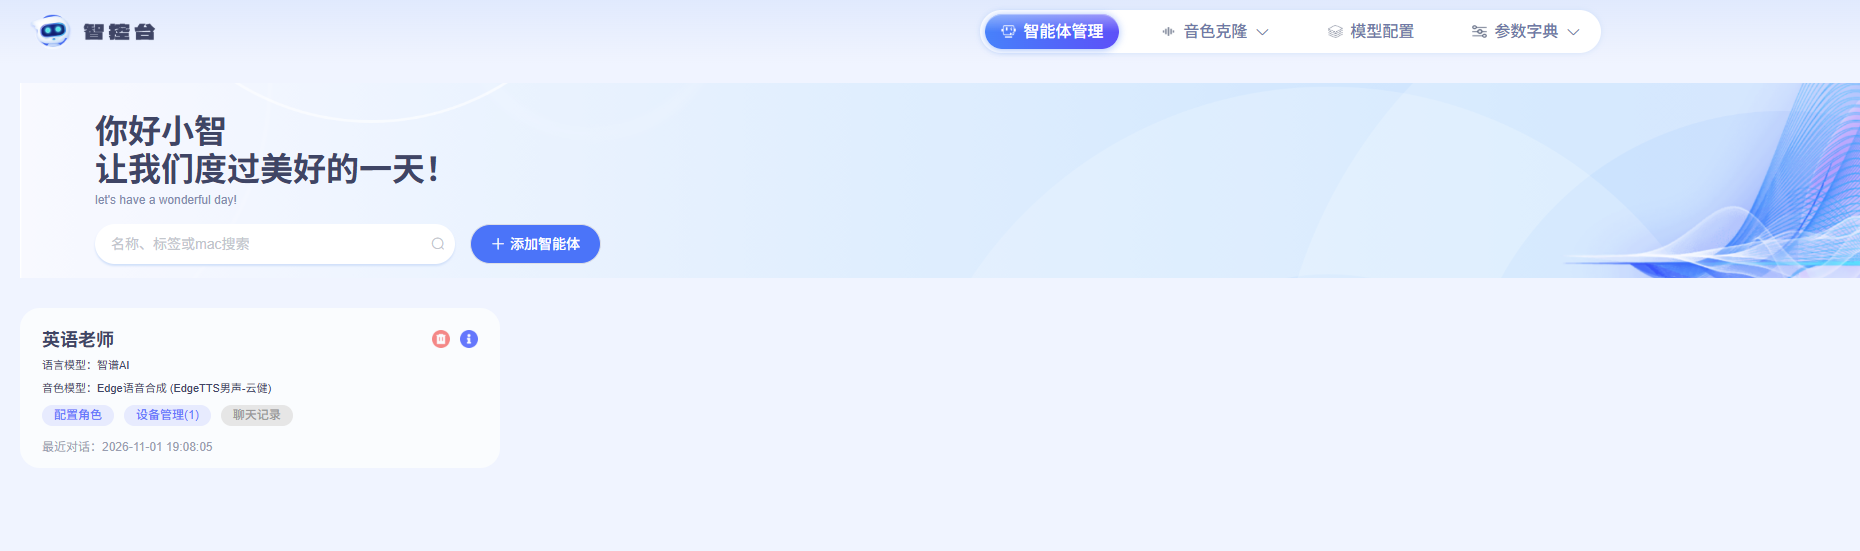 智控台
智能体管理
音色克隆
模型配置
参数字典
你好小智
让我们度过美好的一天！
let's have a wonderful day!
名称、标签或mac搜索
添加智能体
英语老师
语言模型：智谱AI
音色模型：Edge语音合成 (EdgeTTS男声-云健)
配置角色 设备管理(1) 聊天记录
最近对话：2026-11-01 19:08:05